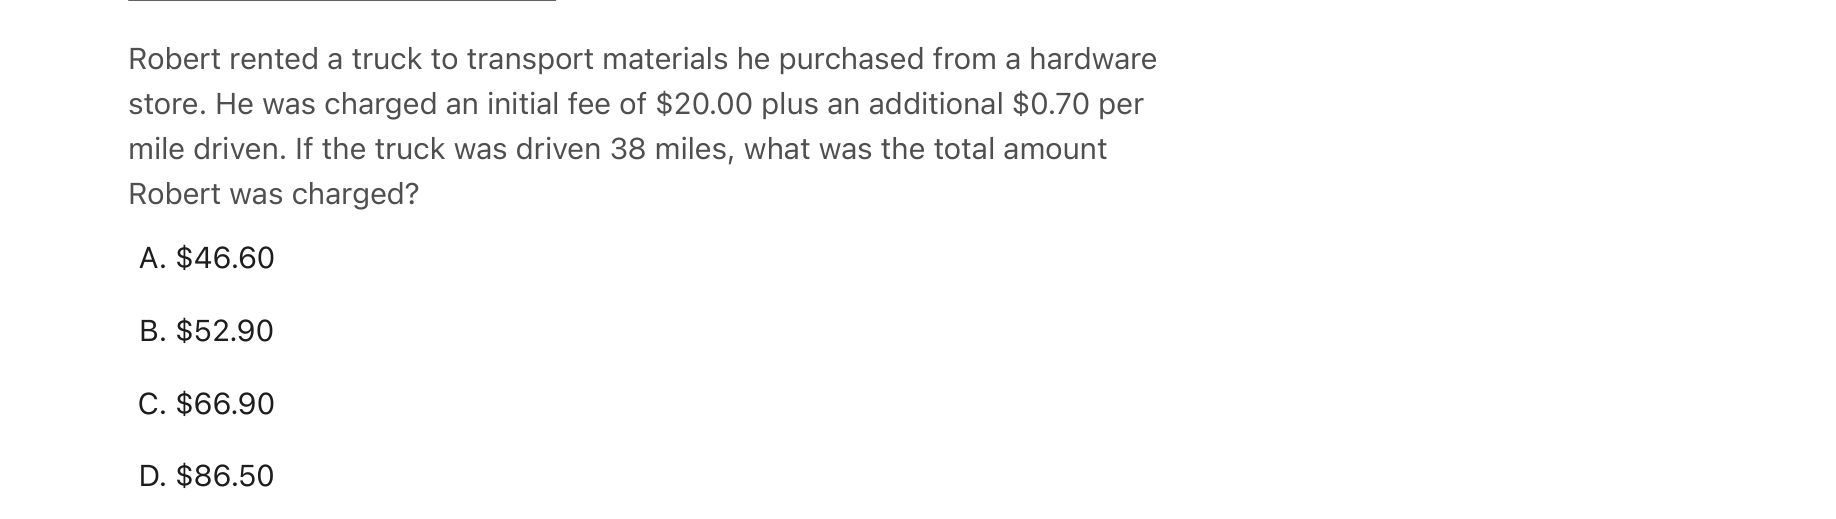 Robert rented a truck to transport materials he purchased from a hardware
store. He was charged an initial fee of $20.00 plus an additional $0.70 per
mile driven. If the truck was driven 38 miles, what was the total amount
Robert was charged?
A. $46.60
B. $52.90
C. $66.90
D. $86.50